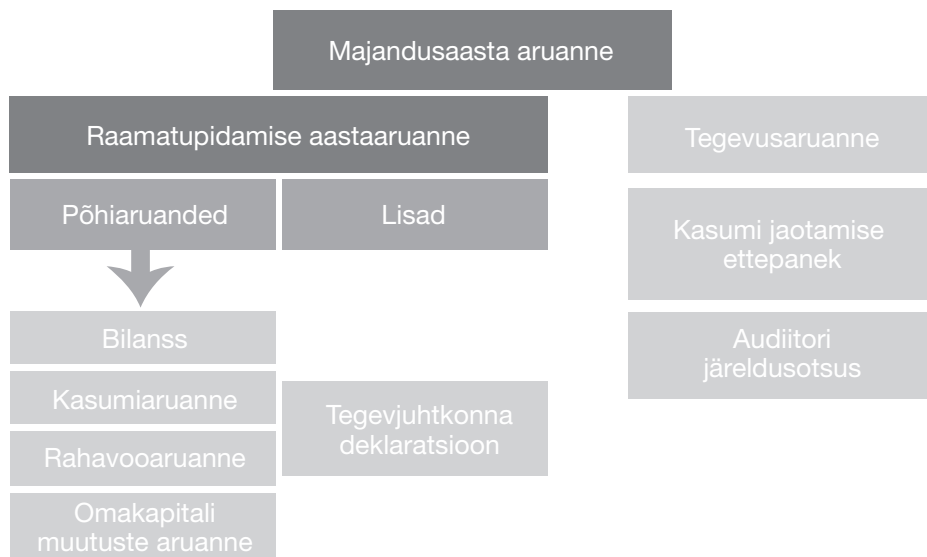 Majandusaasta aruanne
Raamatupidamise aastaaruanne
Tegevusaruanne
Põhiaruanded
Lisad
Kasumi jaotamise
ettepanek
Bilanss
Audiitori
järeldusotsus
Kasumiaruanne
Tegevjuhtkonna
deklaratsioon
Rahavooaruanne
Omakapitali
muutuste aruanne